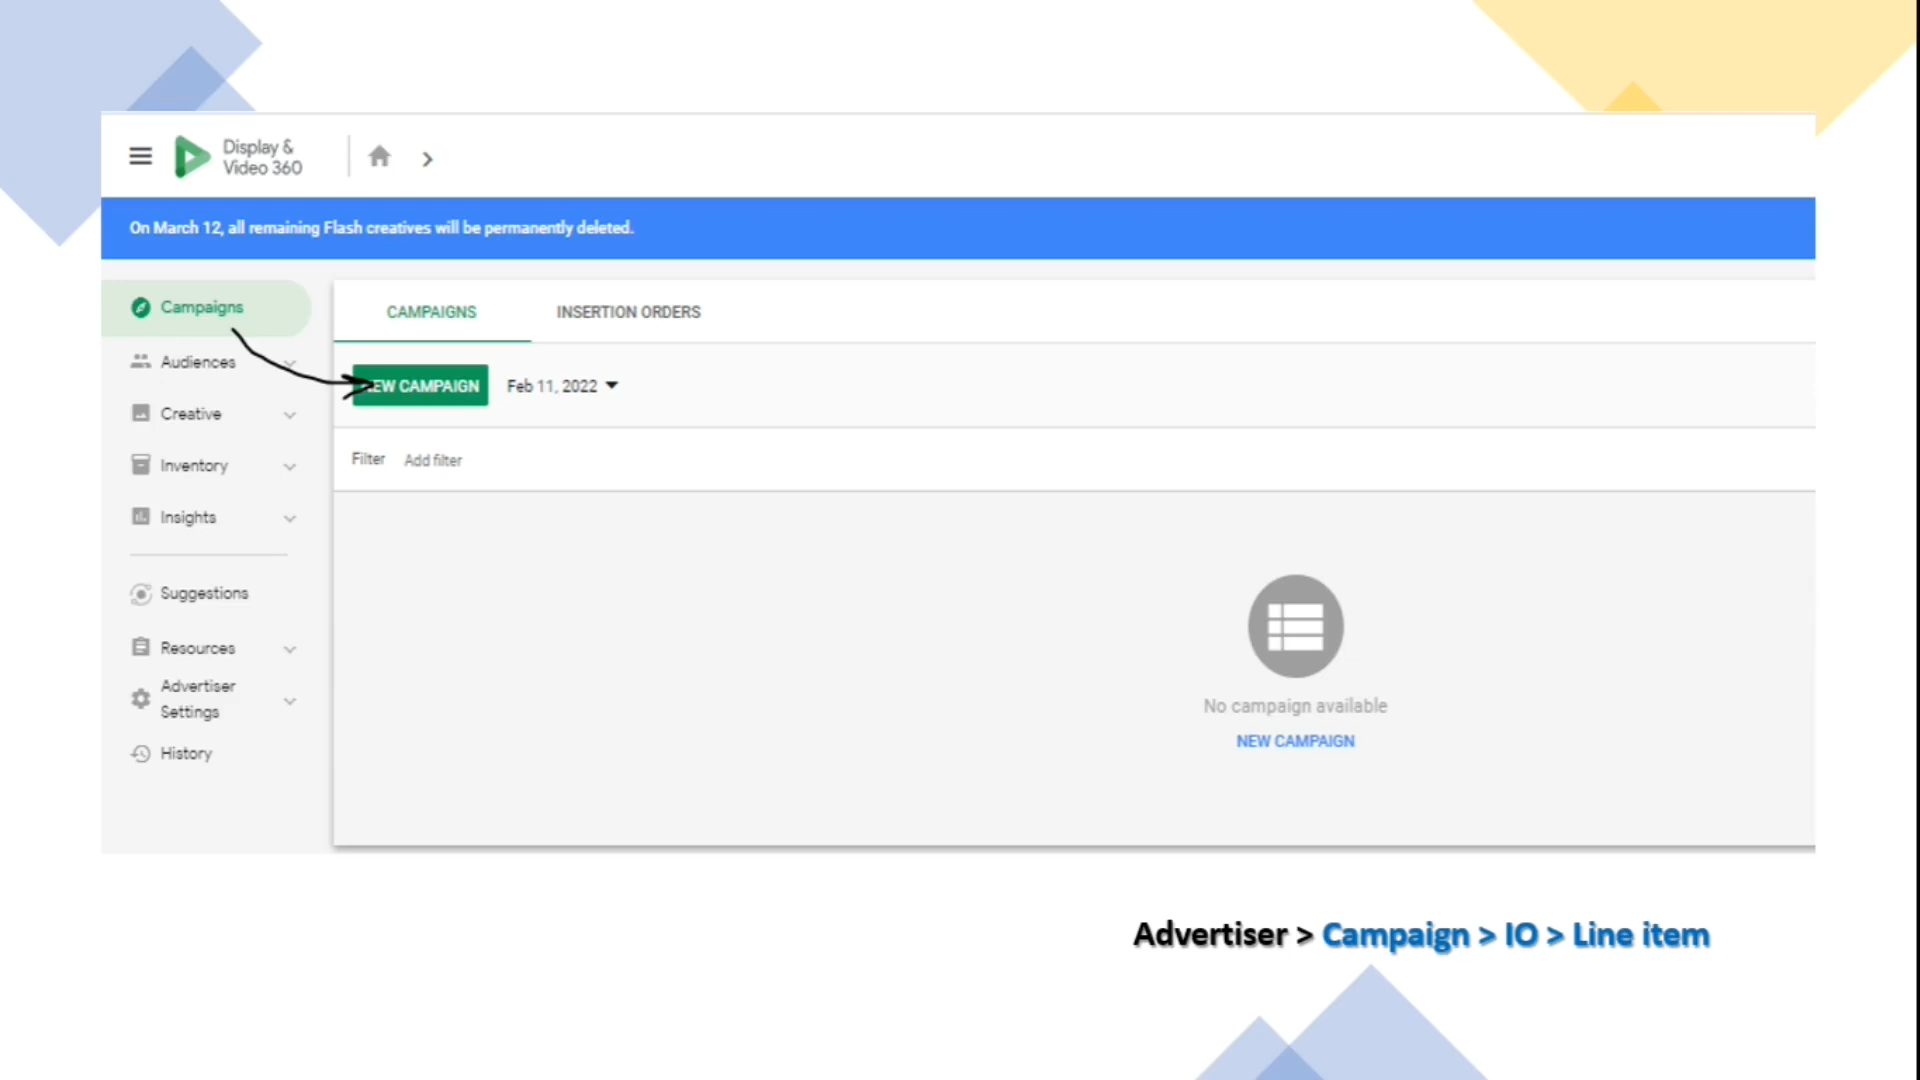 Display &
Video 360
On March 12, all remaining Flash creatives will be permanently deleted.
Campaigns
Audiences
Creative
Inventory
Insights
Suggestions
Resources
Advertiser
Settings
History
CAMPAIGNS INSERTION ORDERS
EW CAMPAIGN Feb 11, 2022
Filter Add filter
No campaign available
NEW CAMPAIGN
Advertiser > Campaign > IO > Line item